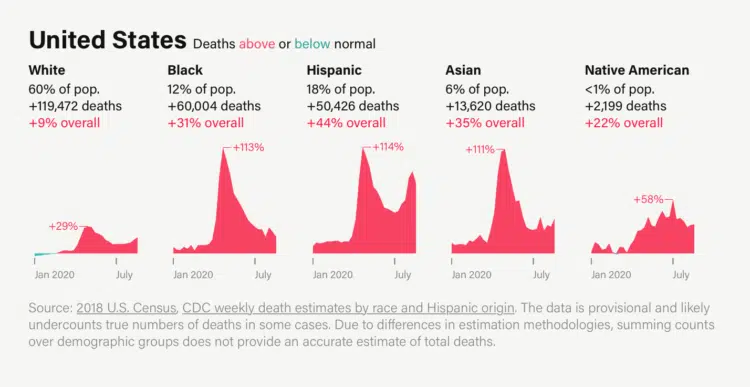 United States Deaths above or below normal
White
60% of pop.
+119,472 deaths
+9% overall
Black
12% of pop.
+60,004 deaths
+31% overall
Hispanic
18% of pop.
+50,426 deaths
+44% overall
Asian
6% of pop.
+13,620 deaths
+35% overall
Native American
<1% of pop.
+2,199 deaths
+22% overall
+29%
+113%
+114%
+111%
+58%
Jan 2020 July
Jan 2020 July
Jan 2020 July
Jan 2020 July
Jan 2020 July
Source: 2018 U.S. Census, CDC weekly death estimates by race and Hispanic origin. The data is provisional and likely
undercounts true numbers of deaths in some cases. Due to differences in estimation methodologies, summing counts
over demographic groups does not provide an accurate estimate of total deaths.